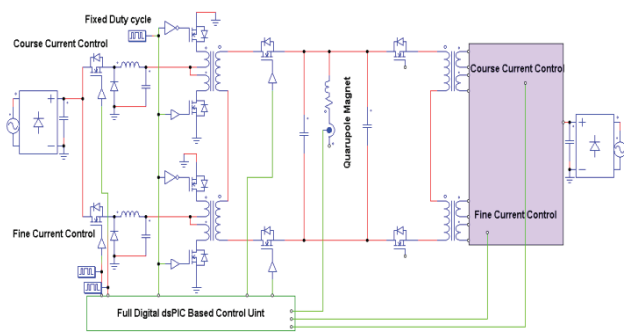 Fixed Duty cycle
Course Current Control
Course Current Control
Quarupole Magnet
Fine Current Control
Fine Current Control
Full Digital dsPIC Based Control Uint